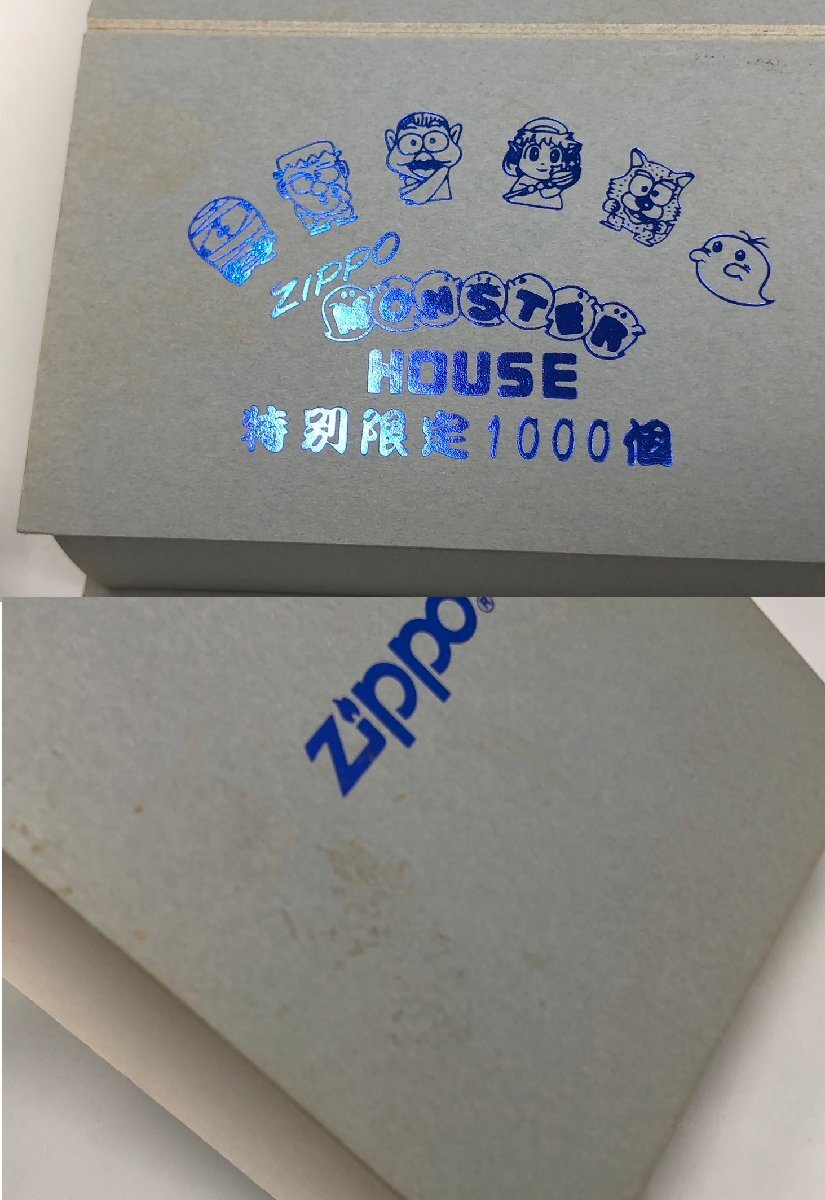 ZIPPO
MONSTER
HOUSE
特別限定1000個
zippo®